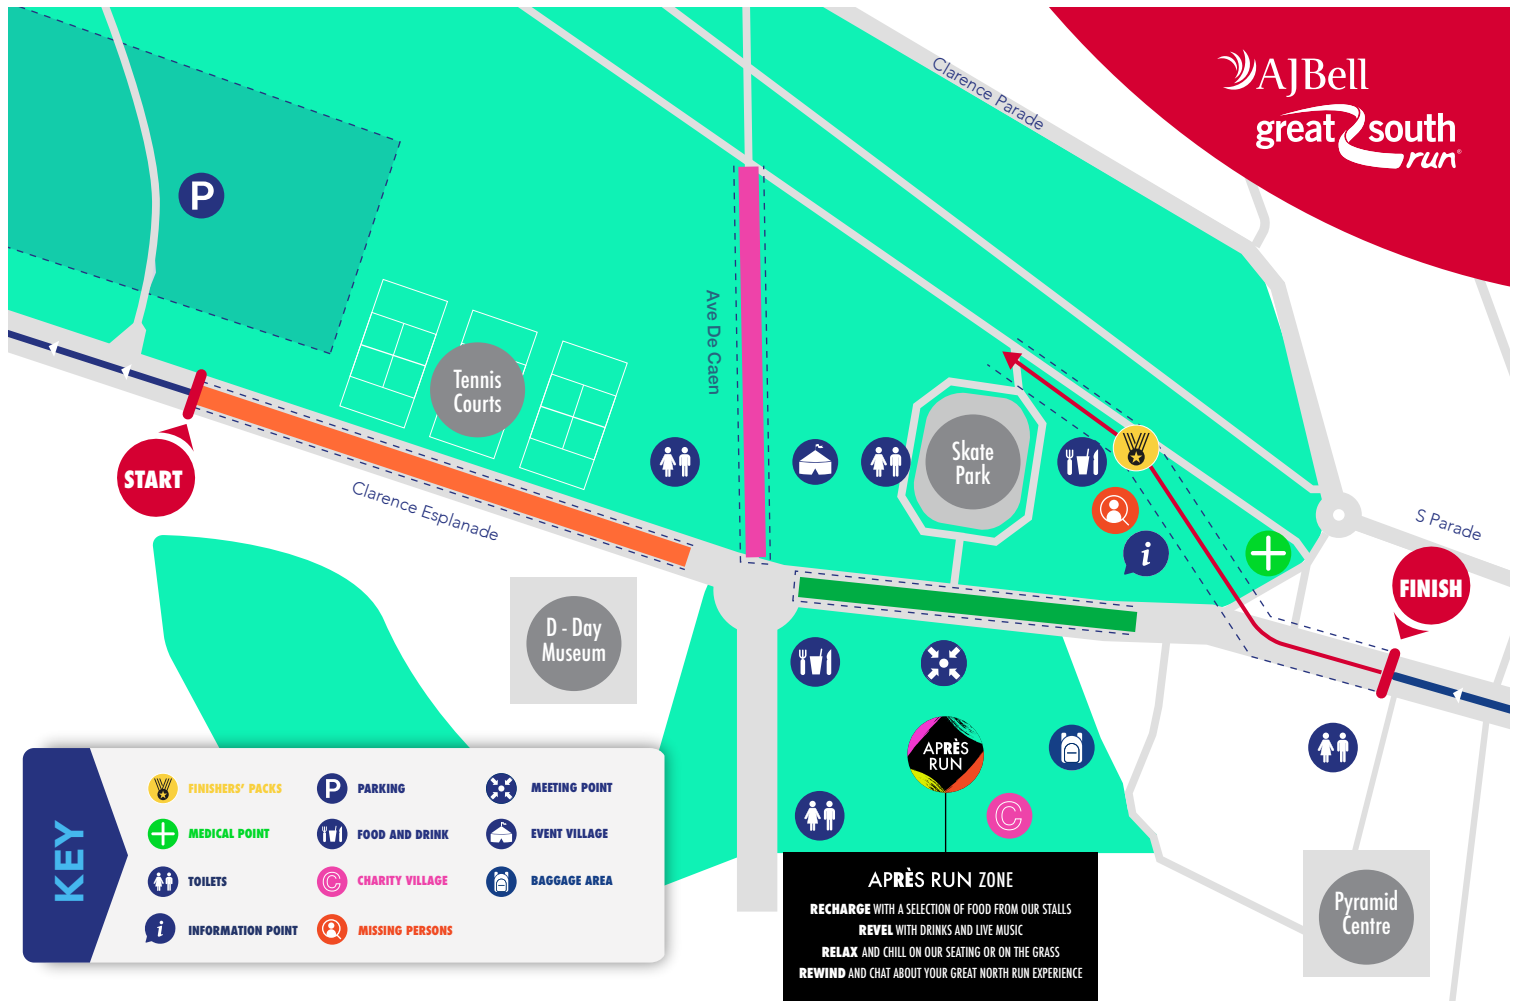 AJBell
great south
run®
Clarence Parade
P
Ave De Caen
Tennis
Courts
Skate
Park
START
Clarence Esplanade
i
S Parade
FINISH
D - Day
Museum
APRÈS
RUN
C
KEY
FINISHERS' PACKS
MEDICAL POINT
TOILETS
i
INFORMATION POINT
P
PARKING
FOOD AND DRINK
C
CHARITY VILLAGE
MISSING PERSONS
MEETING POINT
EVENT VILLAGE
BAGGAGE AREA
APRÈS RUN ZONE
RECHARGE WITH A SELECTION OF FOOD FROM OUR STALLS
REVEL WITH DRINKS AND LIVE MUSIC
RELAX AND CHILL ON OUR SEATING OR ON THE GRASS
REWIND AND CHAT ABOUT YOUR GREAT NORTH RUN EXPERIENCE
Pyramid
Centre